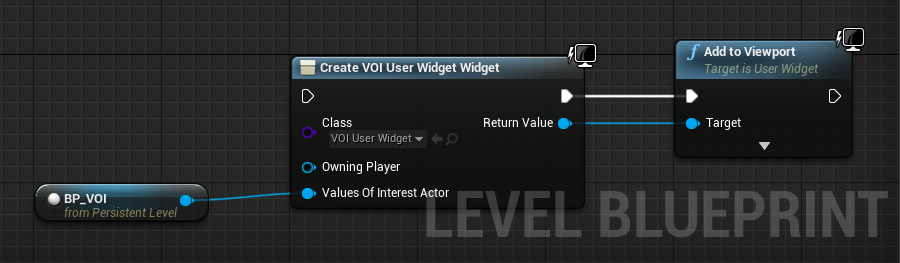 Create VOI User Widget Widget
Class
VOI User Widget
Return Value
Owning Player
Values Of Interest Actor
Add to Viewport
Target is User Widget
Target
BP_VOI
from Persistent Level
LEVEL BLUEPRINT